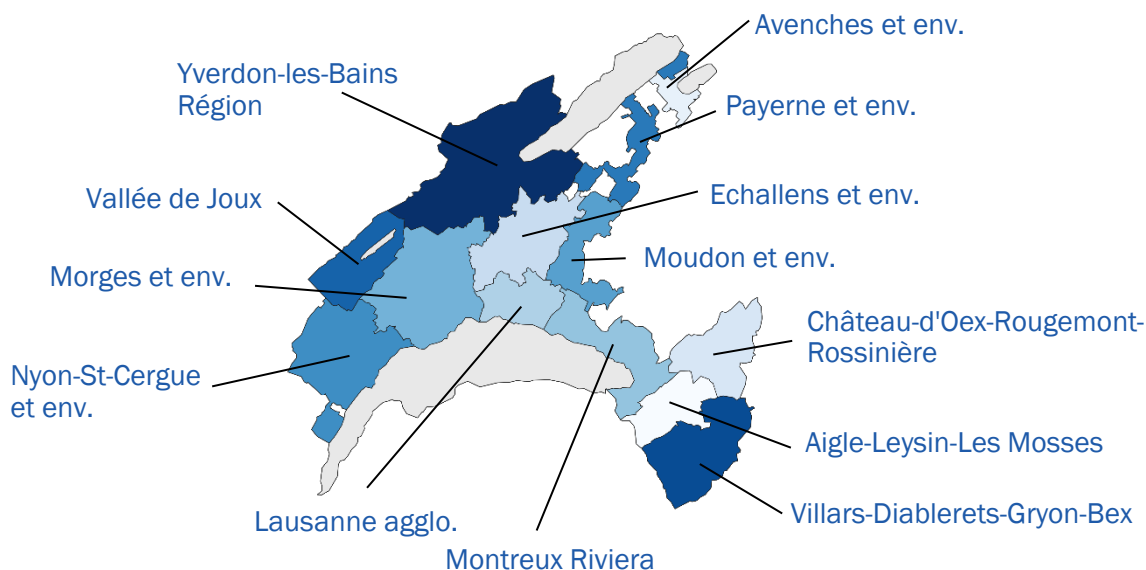 Avenches et env.
Yverdon-les-Bains
Région
Payerne et env.
Vallée de Joux
Echallens et env.
Morges et env.
Moudon et env.
Château-d'Oex-Rougemont-
Rossinière
Nyon-St-Cergue
et env.
Aigle-Leysin-Les Mosses
Lausanne agglo.
Villars-Diablerets-Gryon-Bex
Montreux Riviera